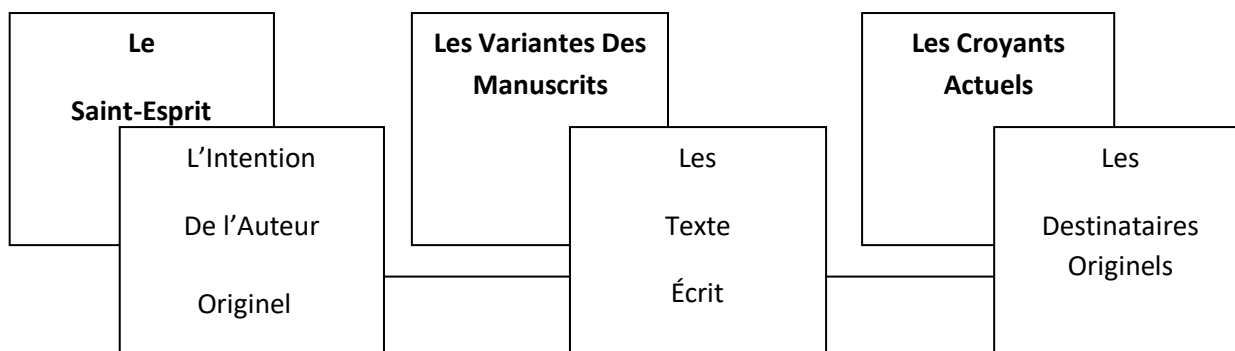 Le
Saint-Esprit
L’Intention
De l’Auteur
Originel
Les Variantes Des
Manuscrits
Les
Texte
Écrit
Les Croyants
Actuels
Les
Destinataires
Originels